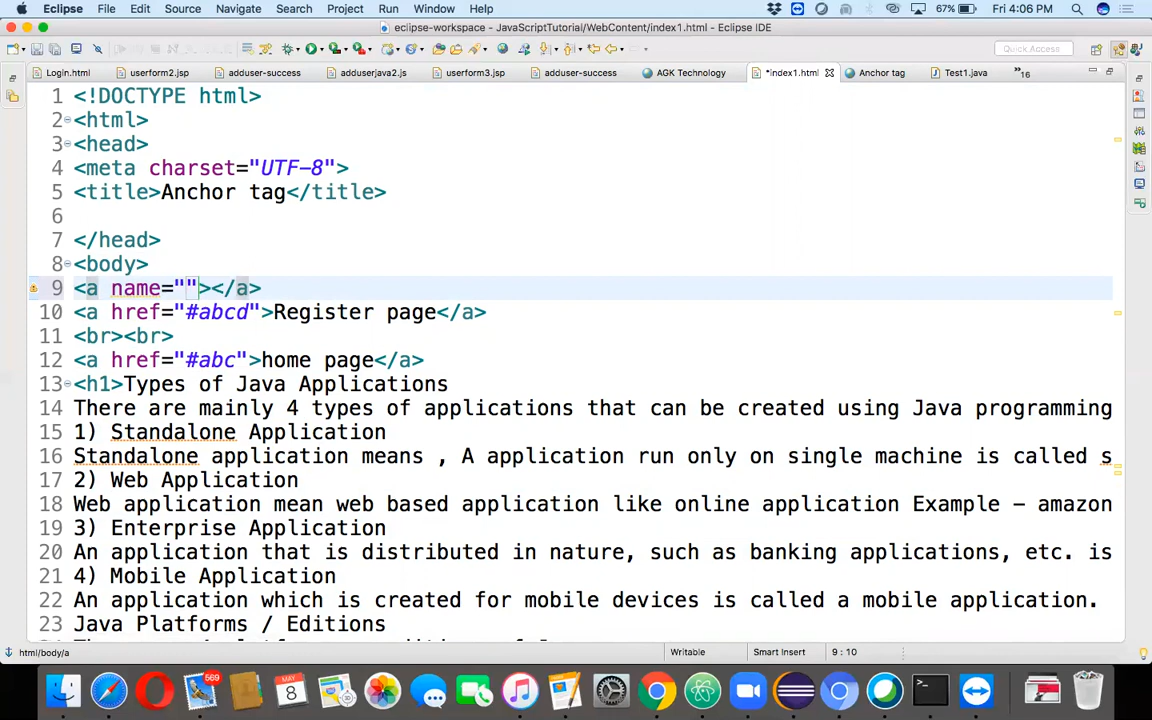 Eclipse File Edit Source Navigate Search Project Run Window Help 67% Fri 4:06 PM
eclipse-workspace - JavaScriptTutorial/WebContent/index1.html - Eclipse IDE
Quick Access
Login.html userform2.jsp adduser-success adduserjava2.js userform3.jsp adduser-success AGK Technology *index1.html Anchor tag Test1.java »16
1 <!DOCTYPE html>
2 <html>
3 <head>
4 <meta charset="UTF-8">
5 <title>Anchor tag</title>
6
7 </head>
8 <body>
9 <a name=""></a>
10 <a href="#abcd">Register page</a>
11 <br><br>
12 <a href="#abc">home page</a>
13 <h1>Types of Java Applications
14 There are mainly 4 types of applications that can be created using Java programming
15 1) Standalone Application
16 Standalone application means , A application run only on single machine is called s
17 2) Web Application
18 Web application mean web based application like online application Example - amazon
19 3) Enterprise Application
20 An application that is distributed in nature, such as banking applications, etc. is
21 4) Mobile Application
22 An application which is created for mobile devices is called a mobile application.
23 Java Platforms / Editions
html/body/a Writable Smart Insert 9 : 10
569
MAY
8